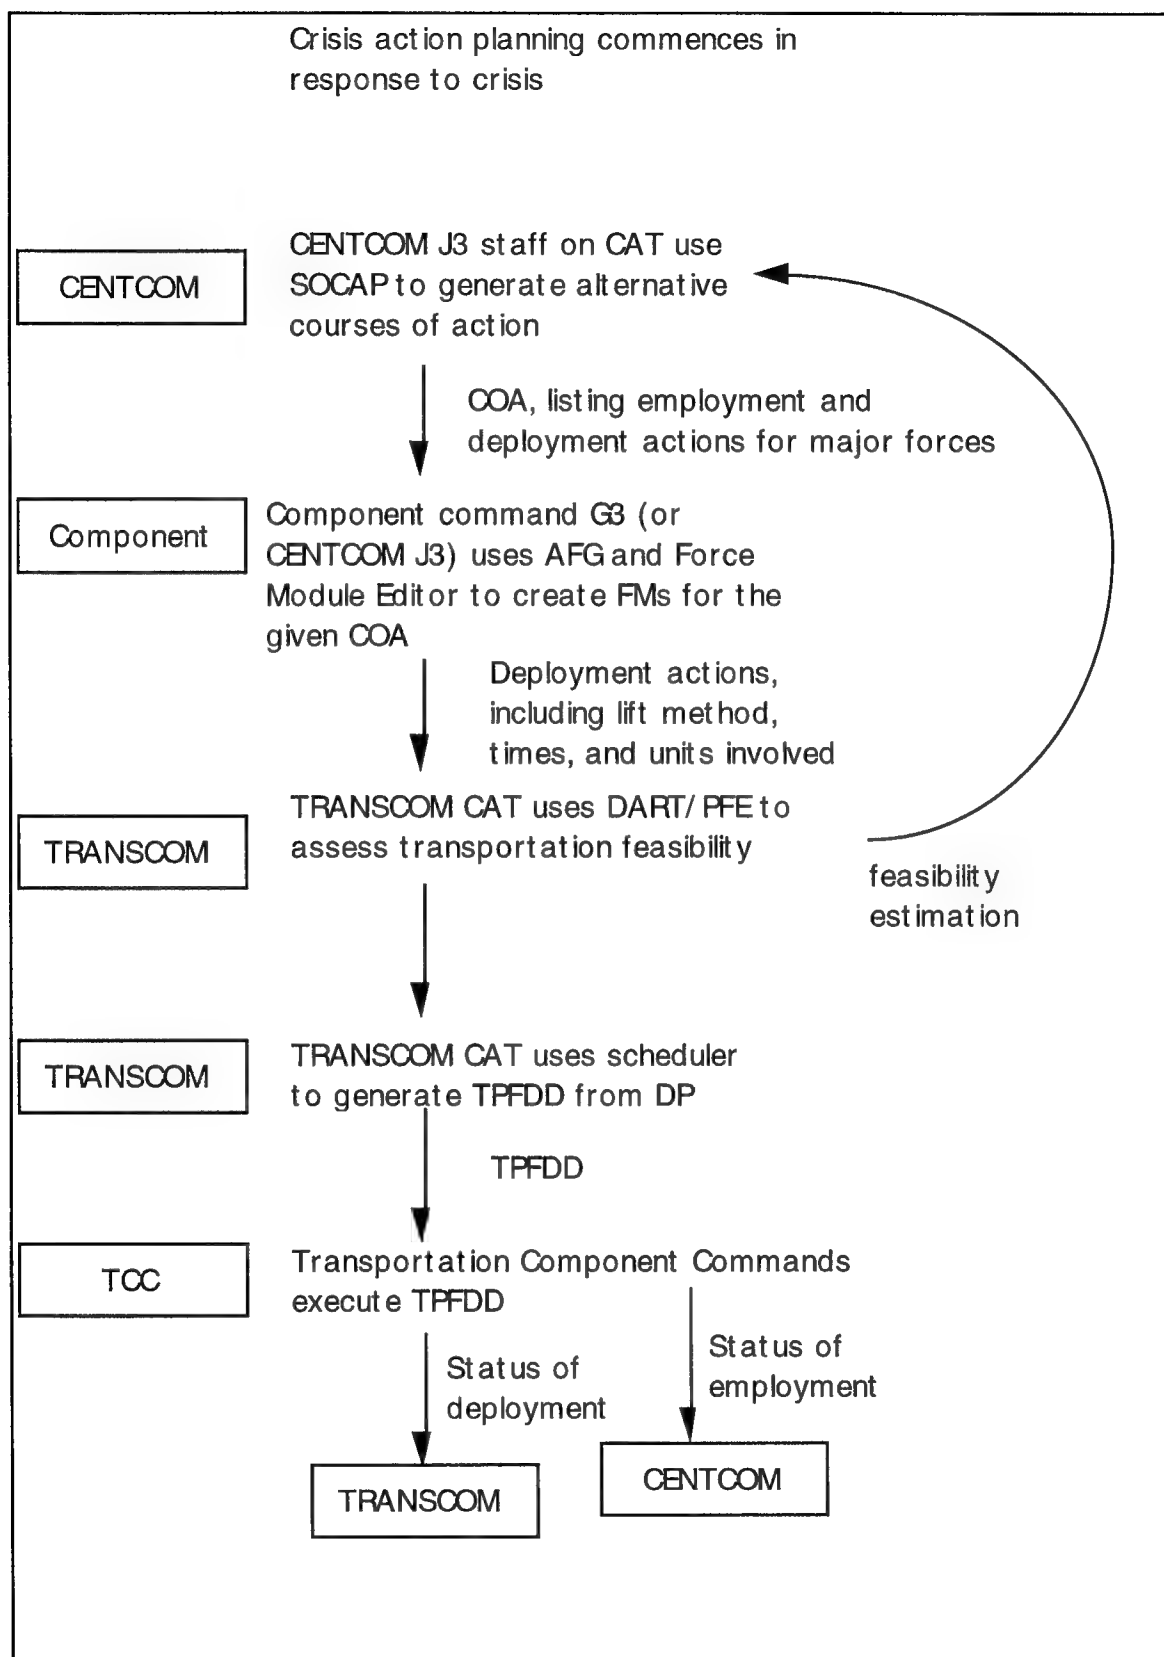 Crisis action planning commences in
response to crisis
CENTCOM
CENTCOM J3 staff on CAT use
SOCAP to generate alternative
courses of action
COA, listing employment and
deployment actions for major forces
Component
Component command G3 (or
CENTCOM J3) uses AFG and Force
Module Editor to create FMs for the
given COA
Deployment actions,
including lift method,
times, and units involved
TRANSCOM
TRANSCOM CAT uses DART/PFE to
assess transportation feasibility
feasibility
estimation
TRANSCOM
TRANSCOM CAT uses scheduler
to generate TPFDD from DP
TPFDD
TCC
Transportation Component Commands
execute TPFDD
Status of
deployment
Status of
employment
TRANSCOM
CENTCOM